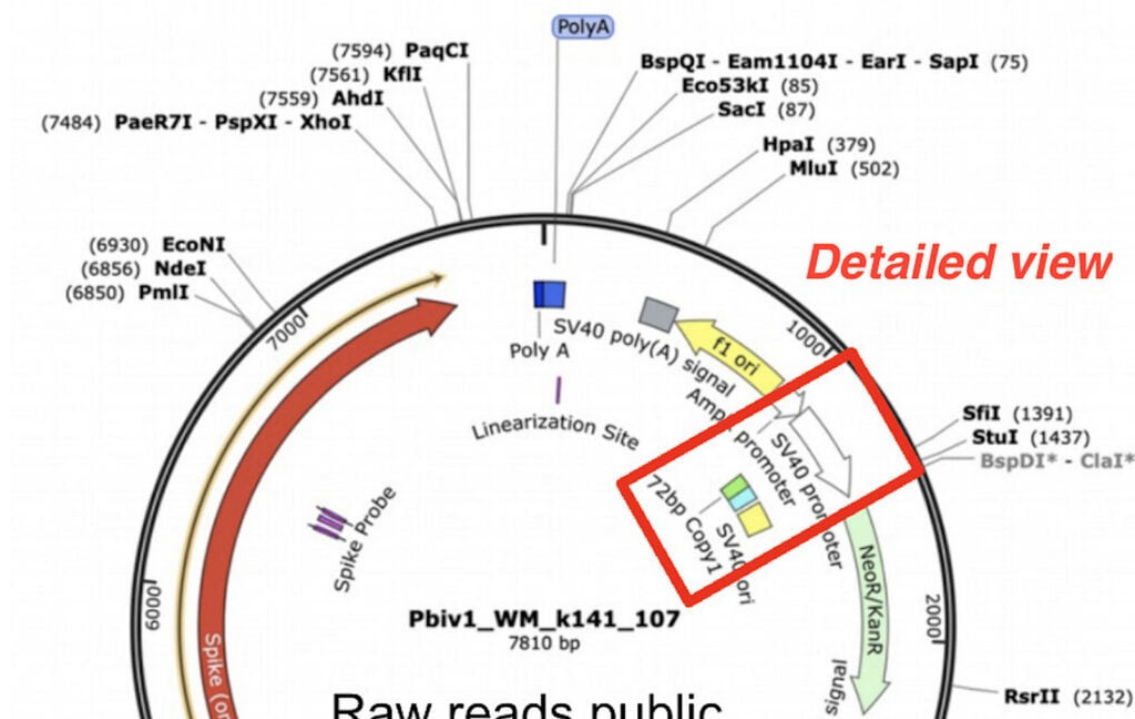 PolyA
(7594) PaqCI
(7561) KflI
(7559) AhdI
(7484) PaeR7I - PspXI - XhoI
BspQI - Eam1104I - EarI - SapI (75)
Eco53kI (85)
SacI (87)
HpaI (379)
MluI (502)
(6930) EcoNI
(6856) NdeI
(6850) PmlI
Detailed view
7000
1000
Poly A
SV40 poly(A) signal
f1 ori
AmpR promoter
SV40 promoter
Linearization Site
SfiI (1391)
StuI (1437)
BspDI* - ClaI*
72bp Copy1
SV40 ori
Spike Probe
NeoR/KanR
6000
2000
Pbiv1_WM_k141_107
7810 bp
Spike (or
signal
RsrII (2132)
Raw reads public